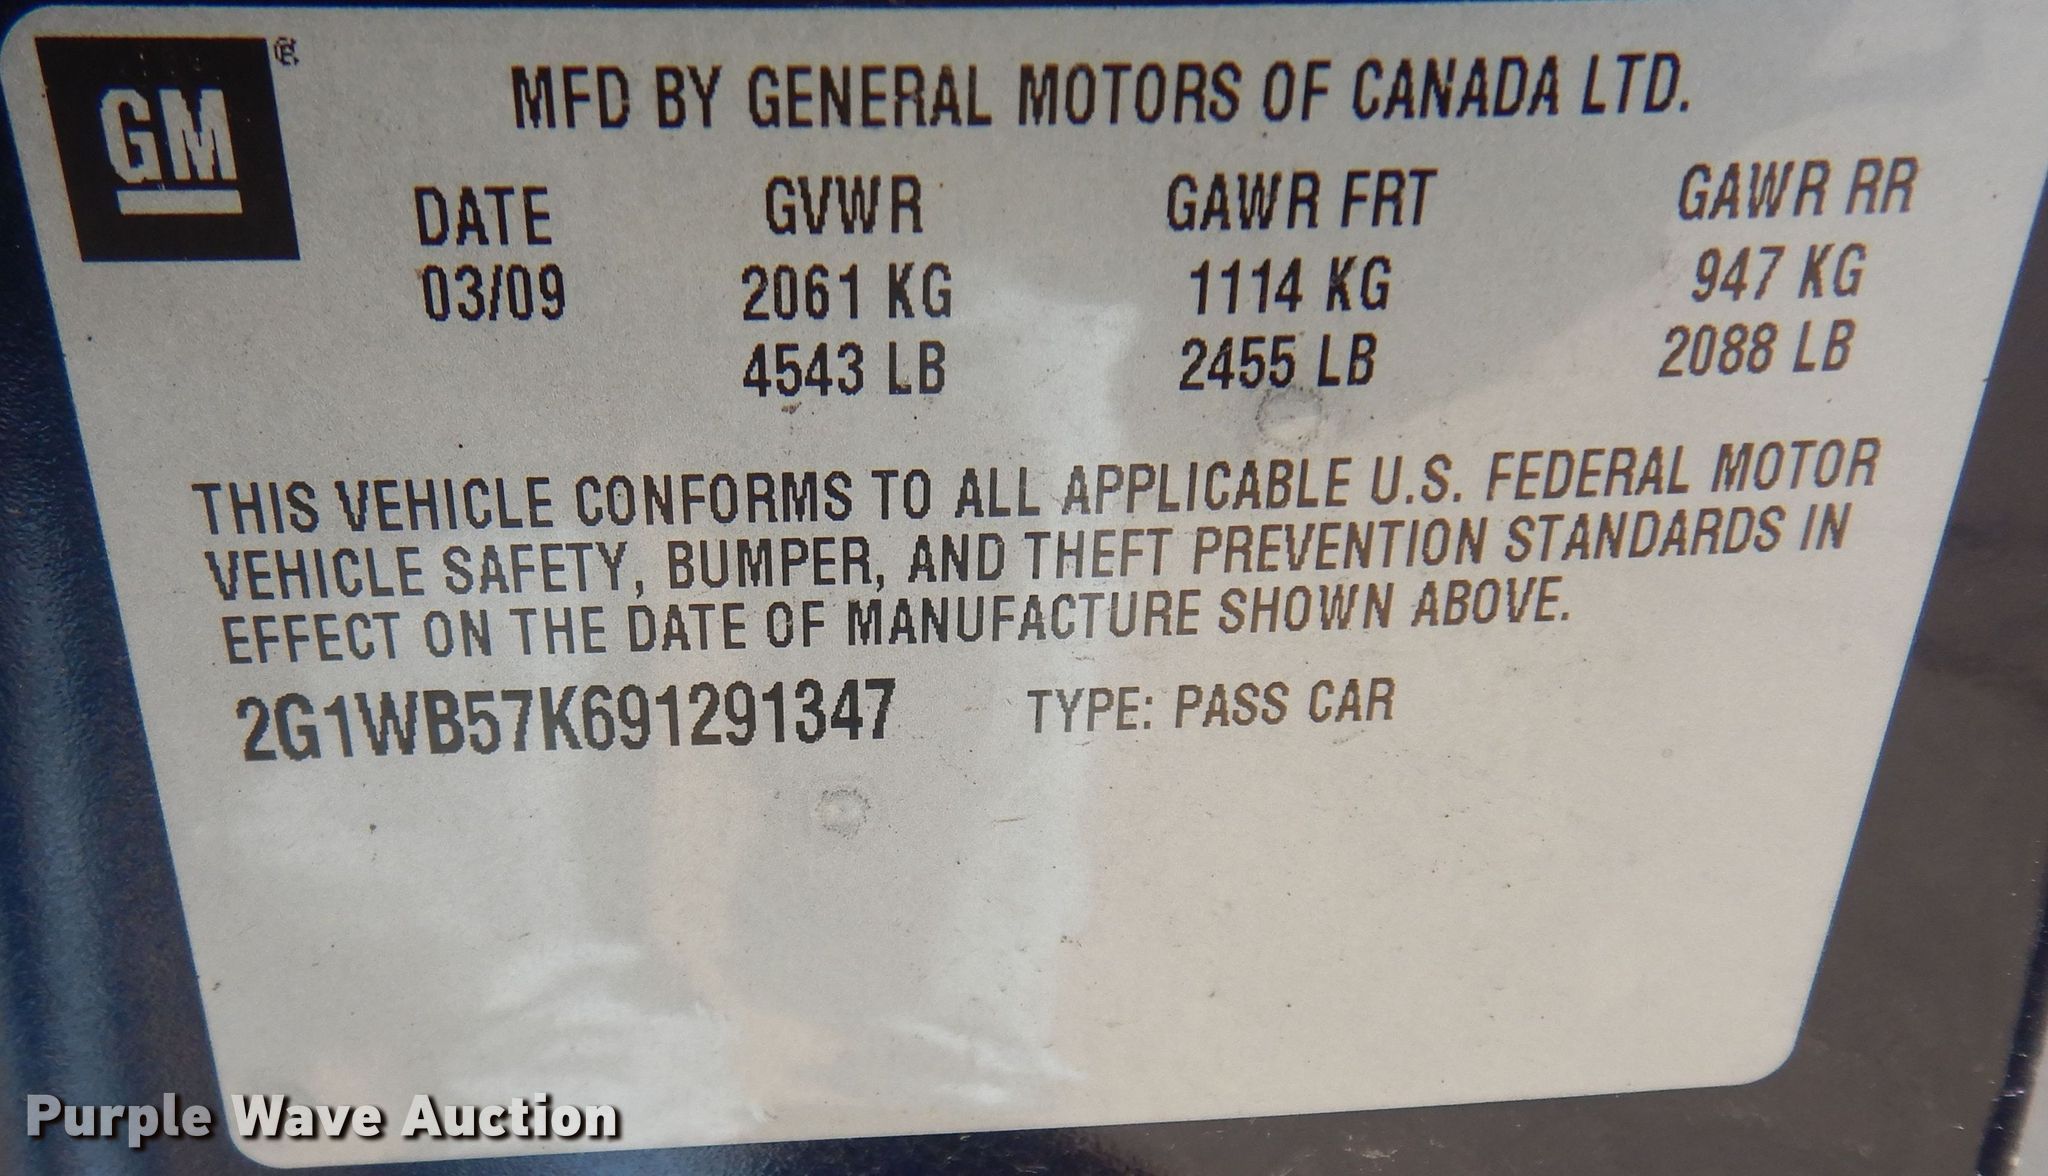 GM ®
MFD BY GENERAL MOTORS OF CANADA LTD.
DATE GVWR GAWR FRT GAWR RR
03/09 2061 KG 1114 KG 947 KG
4543 LB 2455 LB 2088 LB
THIS VEHICLE CONFORMS TO ALL APPLICABLE U.S. FEDERAL MOTOR
VEHICLE SAFETY, BUMPER, AND THEFT PREVENTION STANDARDS IN
EFFECT ON THE DATE OF MANUFACTURE SHOWN ABOVE.
2G1WB57K691291347 TYPE: PASS CAR
Purple Wave Auction